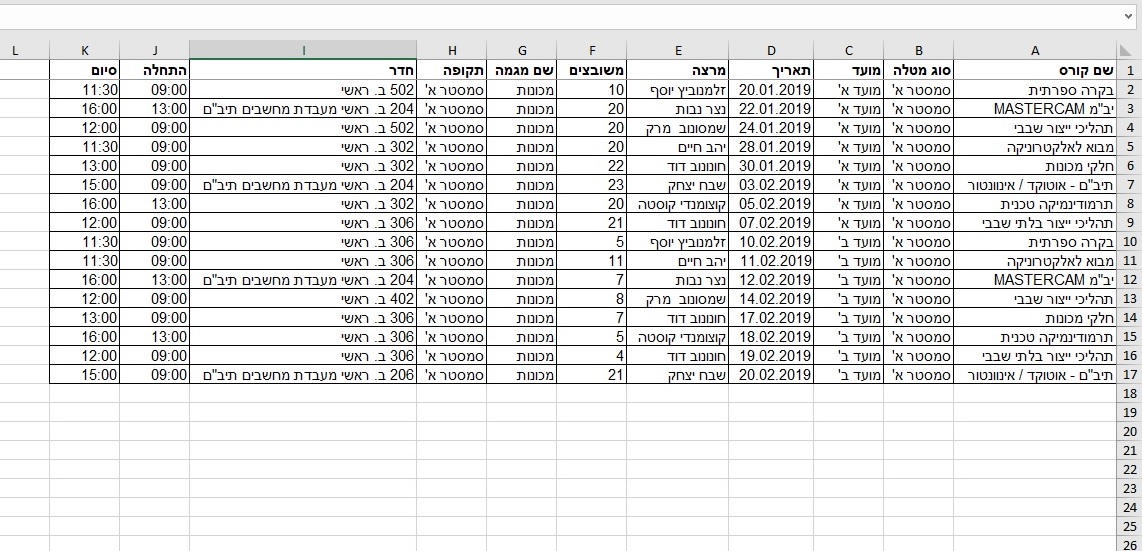 L K J I H G F E D C B A
1 שם קורס סוג מטלה מועד תאריך מרצה משובצים שם מגמה תקופה חדר התחלה סיום
2 בקרה ספרתית סמסטר א' מועד א' 20.01.2019 זלמנוביץ יוסף 10 מכונות סמסטר א' 502 ב. ראשי 09:00 11:30
3 יב"מ MASTERCAM סמסטר א' מועד א' 22.01.2019 נצר נבות 20 מכונות סמסטר א' 204 ב. ראשי מעבדת מחשבים תיב"ם 13:00 16:00
4 תהליכי ייצור שבבי סמסטר א' מועד א' 24.01.2019 שמסונוב מרק 20 מכונות סמסטר א' 502 ב. ראשי 09:00 12:00
5 מבוא לאלקטרוניקה סמסטר א' מועד א' 28.01.2019 יהב חיים 20 מכונות סמסטר א' 302 ב. ראשי 09:00 11:30
6 חלקי מכונות סמסטר א' מועד א' 30.01.2019 חונונוב דוד 22 מכונות סמסטר א' 302 ב. ראשי 09:00 13:00
7 תיב"ם - אוטוקד / אינוונטור סמסטר א' מועד א' 03.02.2019 שבח יצחק 23 מכונות סמסטר א' 204 ב. ראשי מעבדת מחשבים תיב"ם 09:00 15:00
8 תרמודינמיקה טכנית סמסטר א' מועד א' 05.02.2019 קוצומנדי קוסטה 20 מכונות סמסטר א' 302 ב. ראשי 13:00 16:00
9 תהליכי ייצור בלתי שבבי סמסטר א' מועד א' 07.02.2019 חונונוב דוד 21 מכונות סמסטר א' 306 ב. ראשי 09:00 12:00
10 בקרה ספרתית סמסטר א' מועד ב' 10.02.2019 זלמנוביץ יוסף 5 מכונות סמסטר א' 306 ב. ראשי 09:00 11:30
11 מבוא לאלקטרוניקה סמסטר א' מועד ב' 11.02.2019 יהב חיים 11 מכונות סמסטר א' 306 ב. ראשי 09:00 11:30
12 יב"מ MASTERCAM סמסטר א' מועד ב' 12.02.2019 נצר נבות 7 מכונות סמסטר א' 204 ב. ראשי מעבדת מחשבים תיב"ם 13:00 16:00
13 תהליכי ייצור שבבי סמסטר א' מועד ב' 14.02.2019 שמסונוב מרק 8 מכונות סמסטר א' 402 ב. ראשי 09:00 12:00
14 חלקי מכונות סמסטר א' מועד ב' 17.02.2019 חונונוב דוד 7 מכונות סמסטר א' 306 ב. ראשי 09:00 13:00
15 תרמודינמיקה טכנית סמסטר א' מועד ב' 18.02.2019 קוצומנדי קוסטה 5 מכונות סמסטר א' 306 ב. ראשי 13:00 16:00
16 תהליכי ייצור בלתי שבבי סמסטר א' מועד ב' 19.02.2019 חונונוב דוד 4 מכונות סמסטר א' 306 ב. ראשי 09:00 12:00
17 תיב"ם - אוטוקד / אינוונטור סמסטר א' מועד ב' 20.02.2019 שבח יצחק 21 מכונות סמסטר א' 206 ב. ראשי מעבדת מחשבים תיב"ם 09:00 15:00
18
19
20
21
22
23
24
25
26